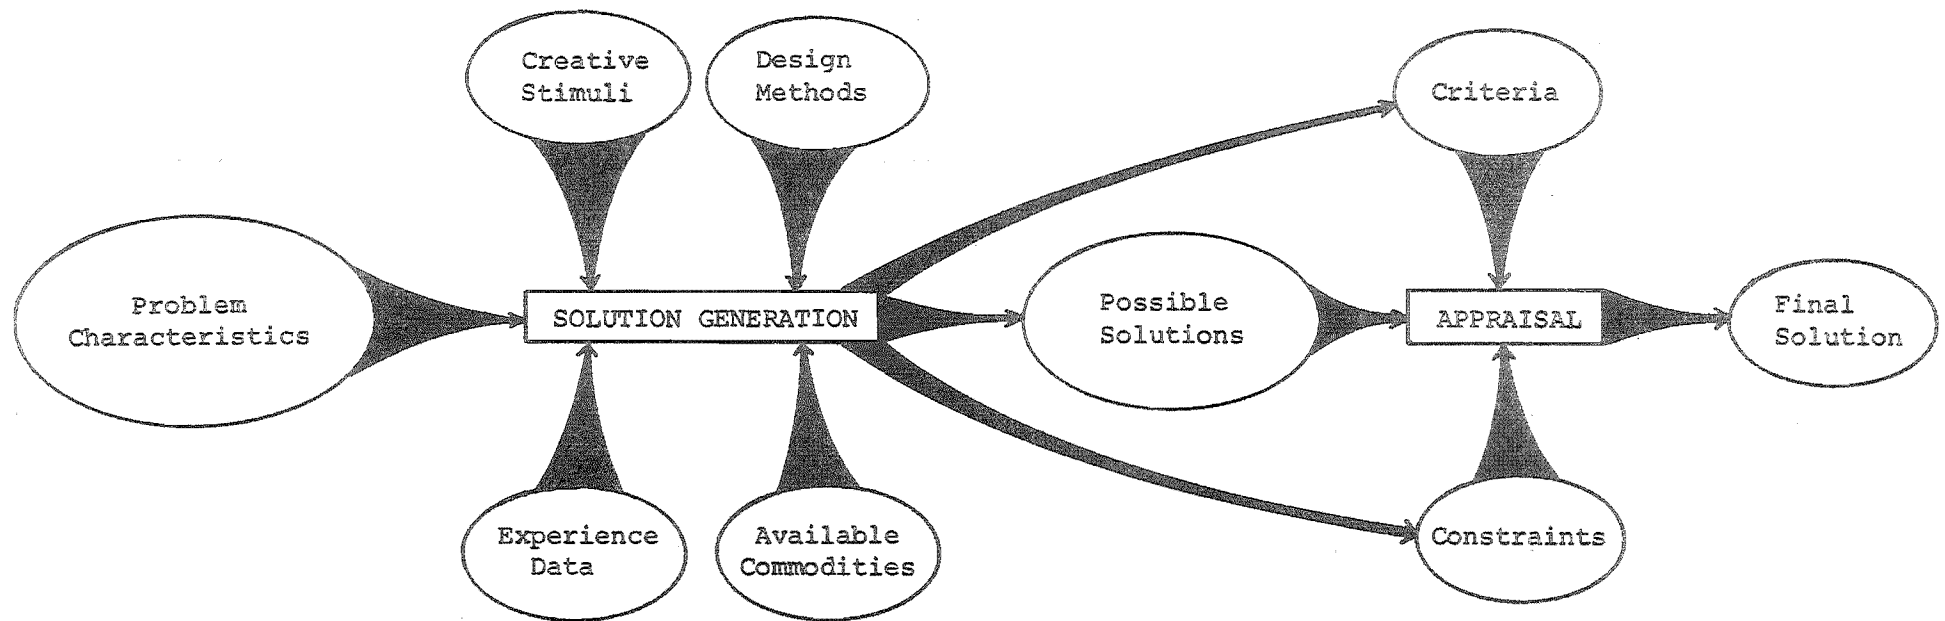 Creative
Stimuli
Design
Methods
Criteria
Problem
Characteristics
SOLUTION GENERATION
Possible
Solutions
APPRAISAL
Final
Solution
Experience
Data
Available
Commodities
Constraints